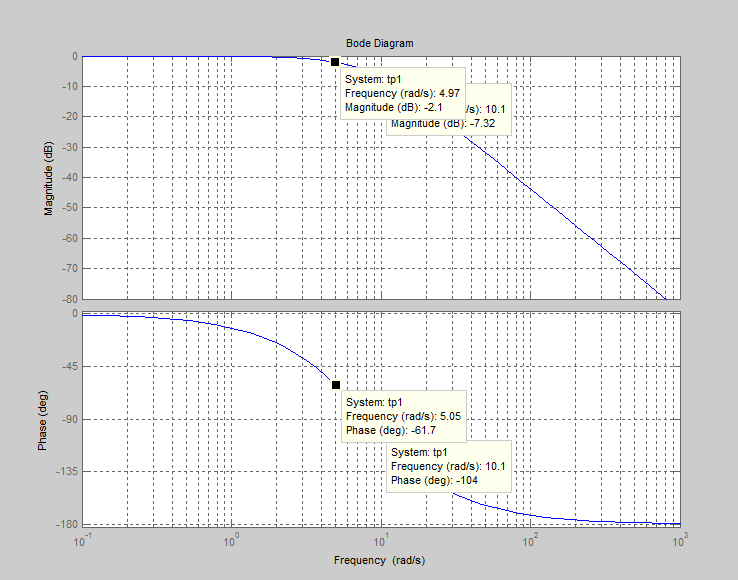 Bode Diagram
0
-10
-20
-30
-40
-50
-60
-70
-80
Magnitude (dB)
System: tp1
Frequency (rad/s): 4.97
Magnitude (dB): -2.1
/s): 10.1
Magnitude (dB): -7.32
0
-45
-90
-135
-180
Phase (deg)
System: tp1
Frequency (rad/s): 5.05
Phase (deg): -61.7
System: tp1
Frequency (rad/s): 10.1
Phase (deg): -104
10^-1 10^0 10^1 10^2 10^3
Frequency (rad/s)